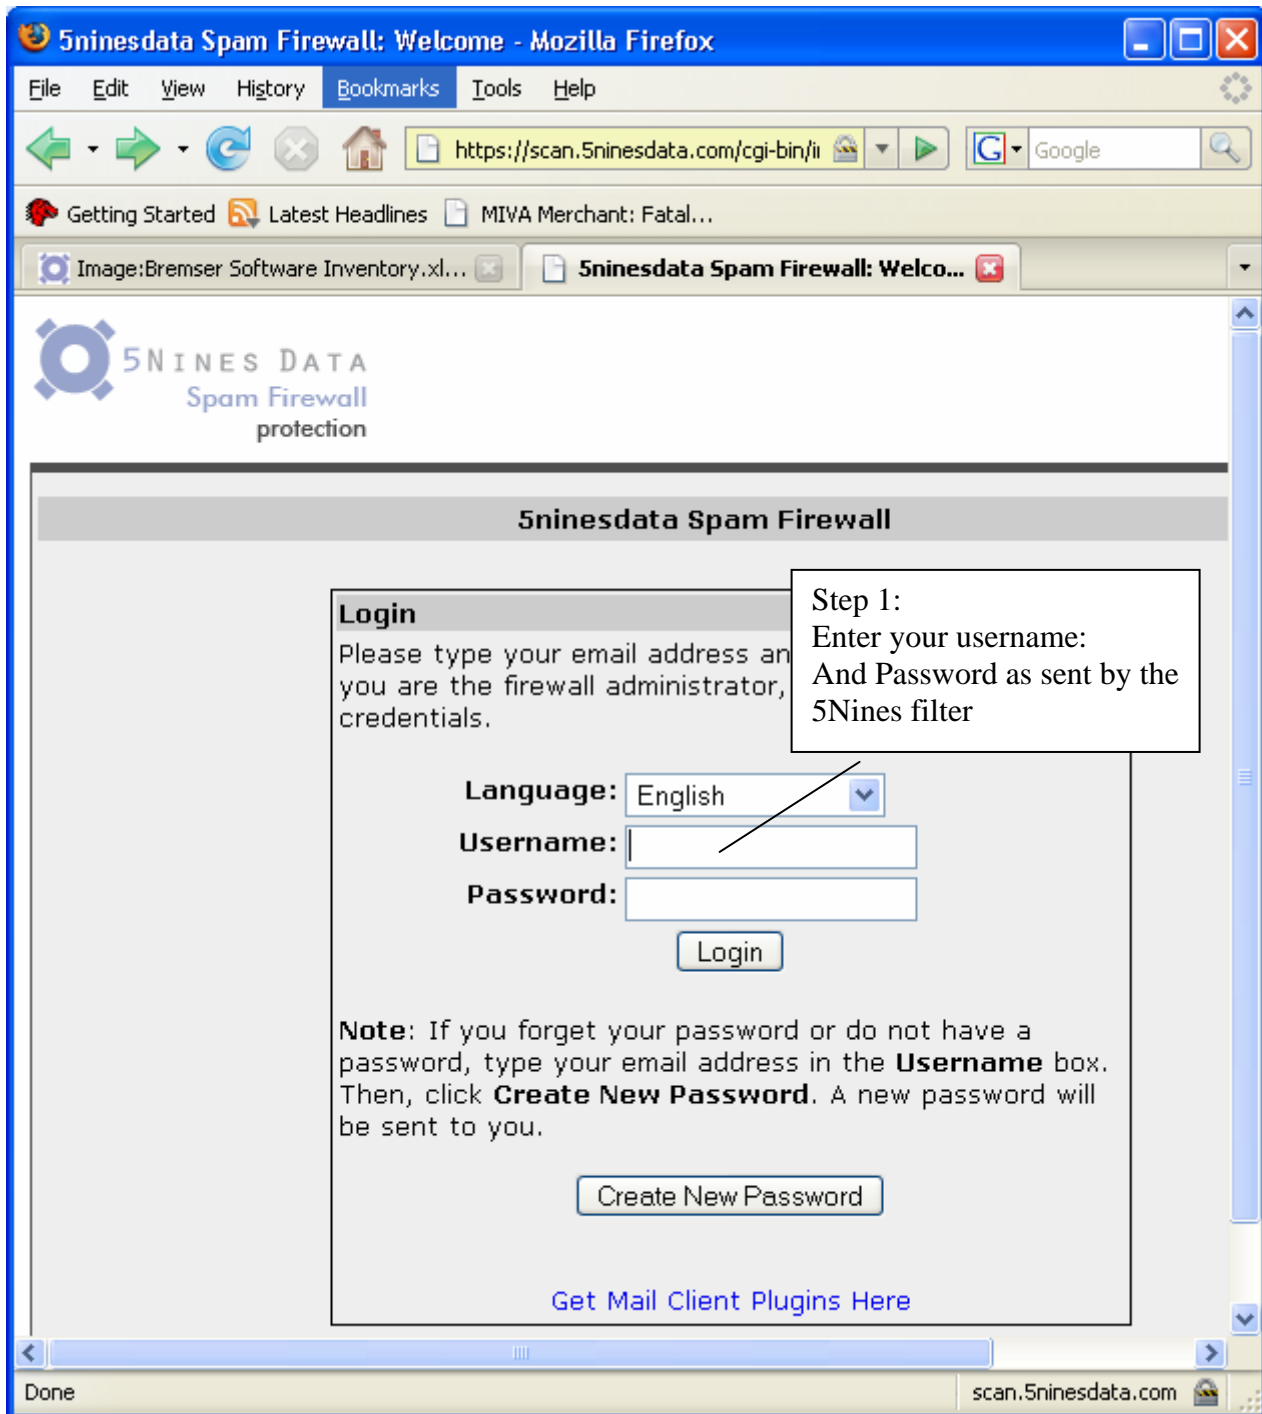 5ninesdata Spam Firewall: Welcome - Mozilla Firefox
File Edit View History Bookmarks Tools Help
https://scan.5ninesdata.com/cgi-bin/ii
G Google
Getting Started Latest Headlines MIVA Merchant: Fatal...
Image:Bremser Software Inventory.xl... 5ninesdata Spam Firewall: Welco...
5NINES DATA
Spam Firewall
protection
5ninesdata Spam Firewall
Login
Please type your email address an
you are the firewall administrator,
credentials.
Step 1:
Enter your username:
And Password as sent by the
5Nines filter
Language: English
Username:
Password:
Login
Note: If you forget your password or do not have a
password, type your email address in the Username box.
Then, click Create New Password. A new password will
be sent to you.
Create New Password
Get Mail Client Plugins Here
Done scan.5ninesdata.com